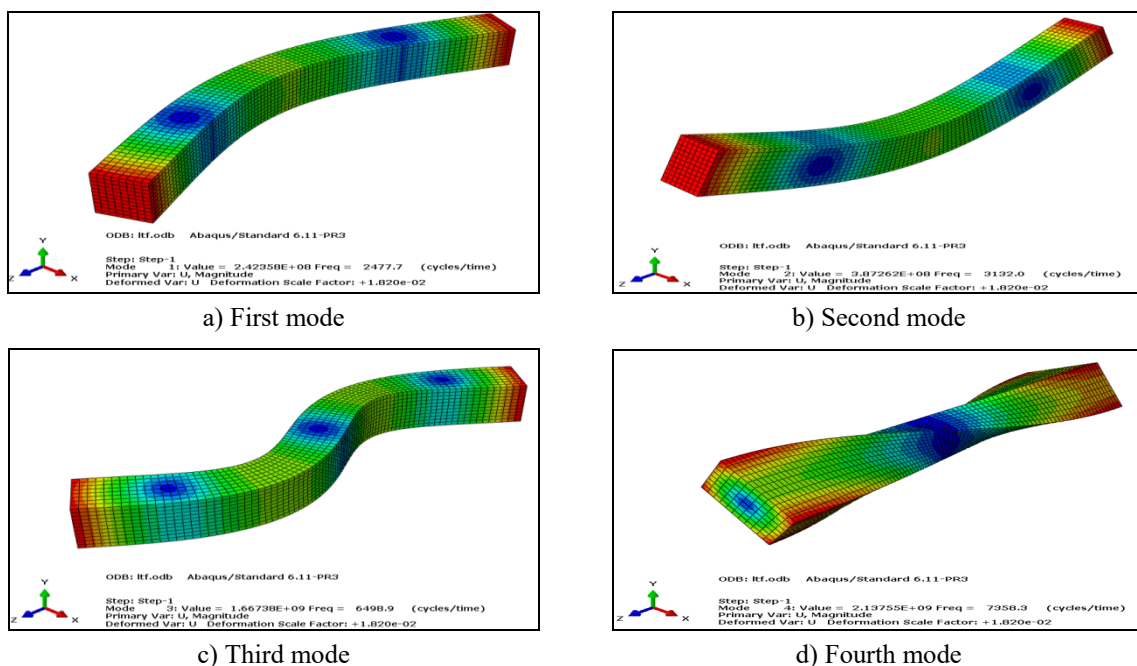 Y
Z
X
ODB: ltf.odb Abaqus/Standard 6.11-PR3
Step: Step-1
Mode 1: Value = 2.42358E+08 Freq = 2477.7 (cycles/time)
Primary Var: U, Magnitude
Deformed Var: U Deformation Scale Factor: +1.820e-02
a) First mode
Y
Z
X
ODB: ltf.odb Abaqus/Standard 6.11-PR3
Step: Step-1
Mode 2: Value = 3.87262E+08 Freq = 3132.0 (cycles/time)
Primary Var: U, Magnitude
Deformed Var: U Deformation Scale Factor: +1.820e-02
b) Second mode
Y
Z
X
ODB: ltf.odb Abaqus/Standard 6.11-PR3
Step: Step-1
Mode 3: Value = 1.66738E+09 Freq = 6498.9 (cycles/time)
Primary Var: U, Magnitude
Deformed Var: U Deformation Scale Factor: +1.820e-02
c) Third mode
Y
Z
X
ODB: ltf.odb Abaqus/Standard 6.11-PR3
Step: Step-1
Mode 4: Value = 2.13755E+09 Freq = 7358.3 (cycles/time)
Primary Var: U, Magnitude
Deformed Var: U Deformation Scale Factor: +1.820e-02
d) Fourth mode